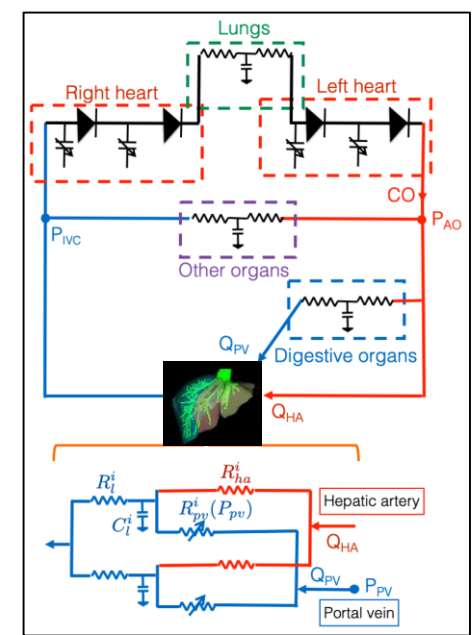 Lungs
Right heart
Left heart
CO
P_IVC
P_AO
Other organs
Q_PV
Digestive organs
Q_HA
R_l^i
R_ha^i
C_l^i
R_pv^i(P_pv)
Hepatic artery
Q_HA
Q_PV
P_PV
Portal vein